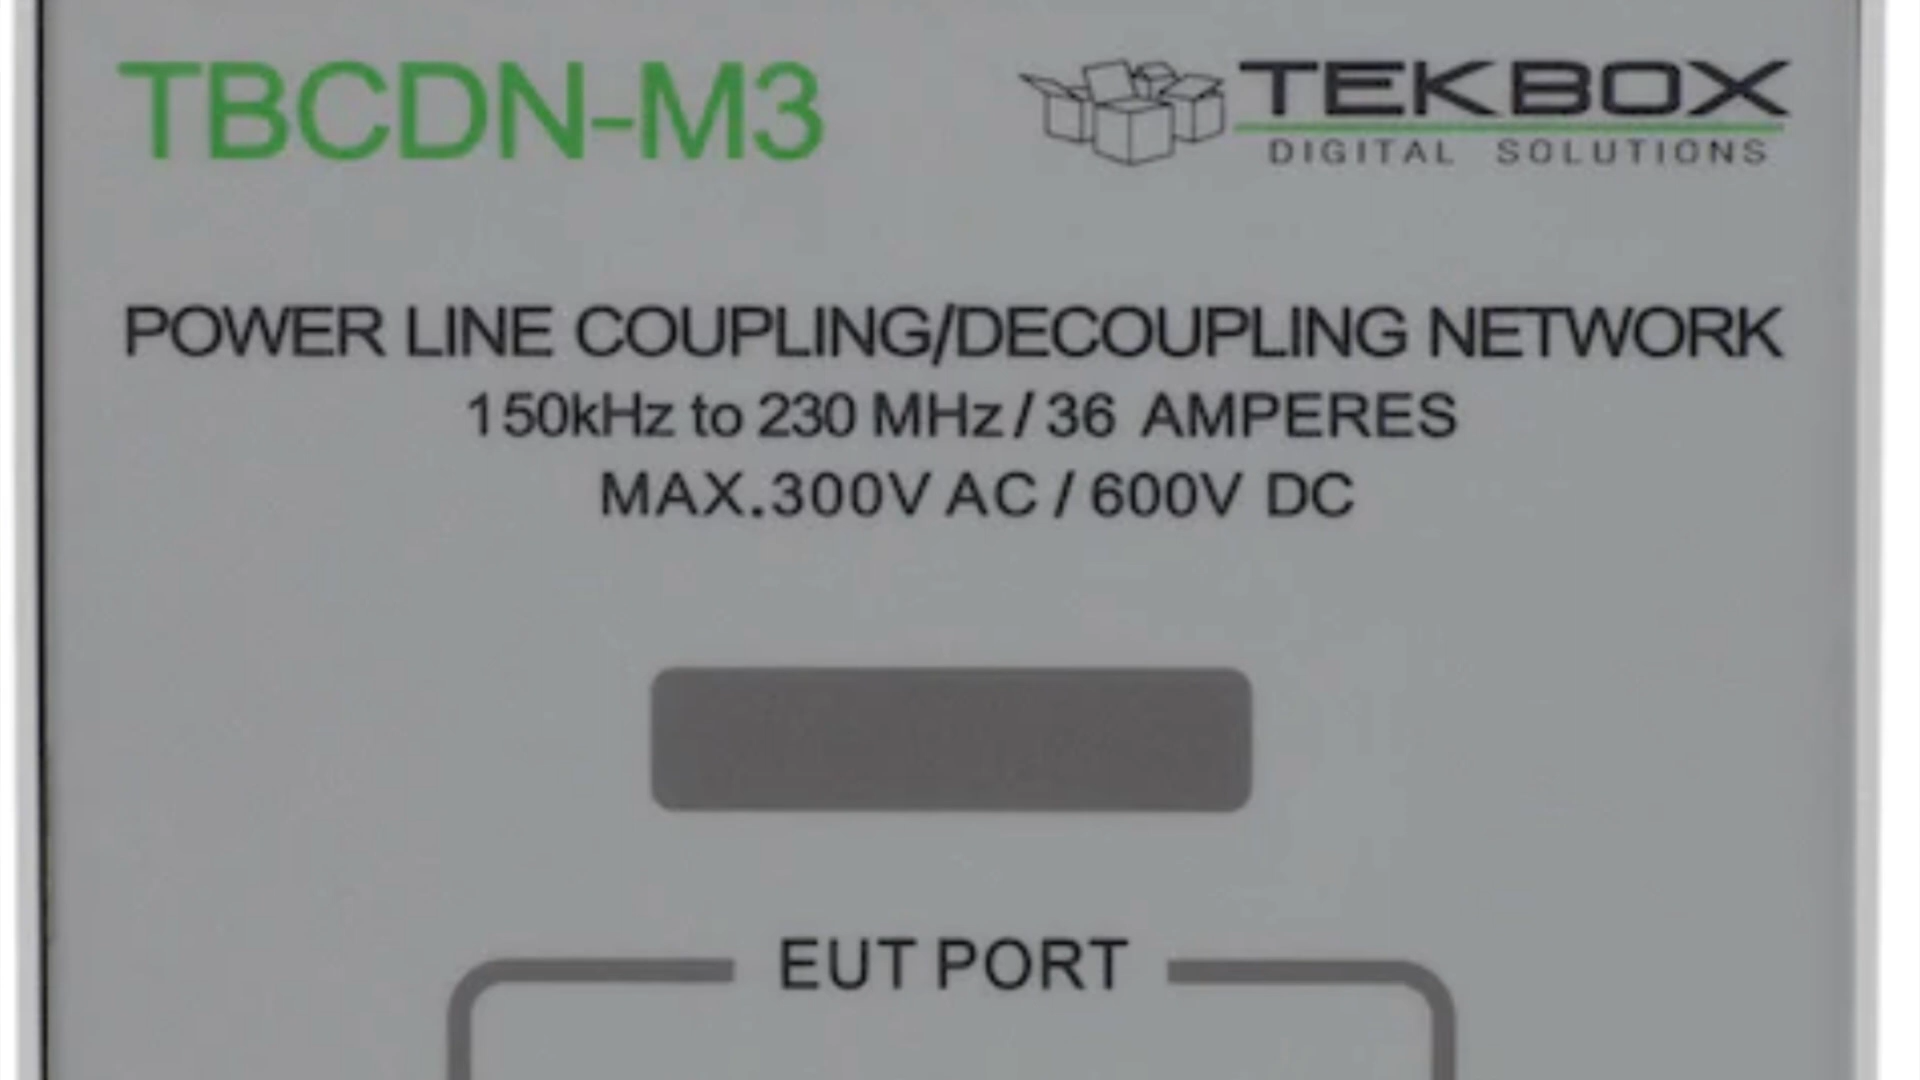 TBCDN-M3
TEKBOX
DIGITAL SOLUTIONS
POWER LINE COUPLING/DECOUPLING NETWORK
150kHz to 230 MHz / 36 AMPERES
MAX.300V AC / 600V DC
EUT PORT